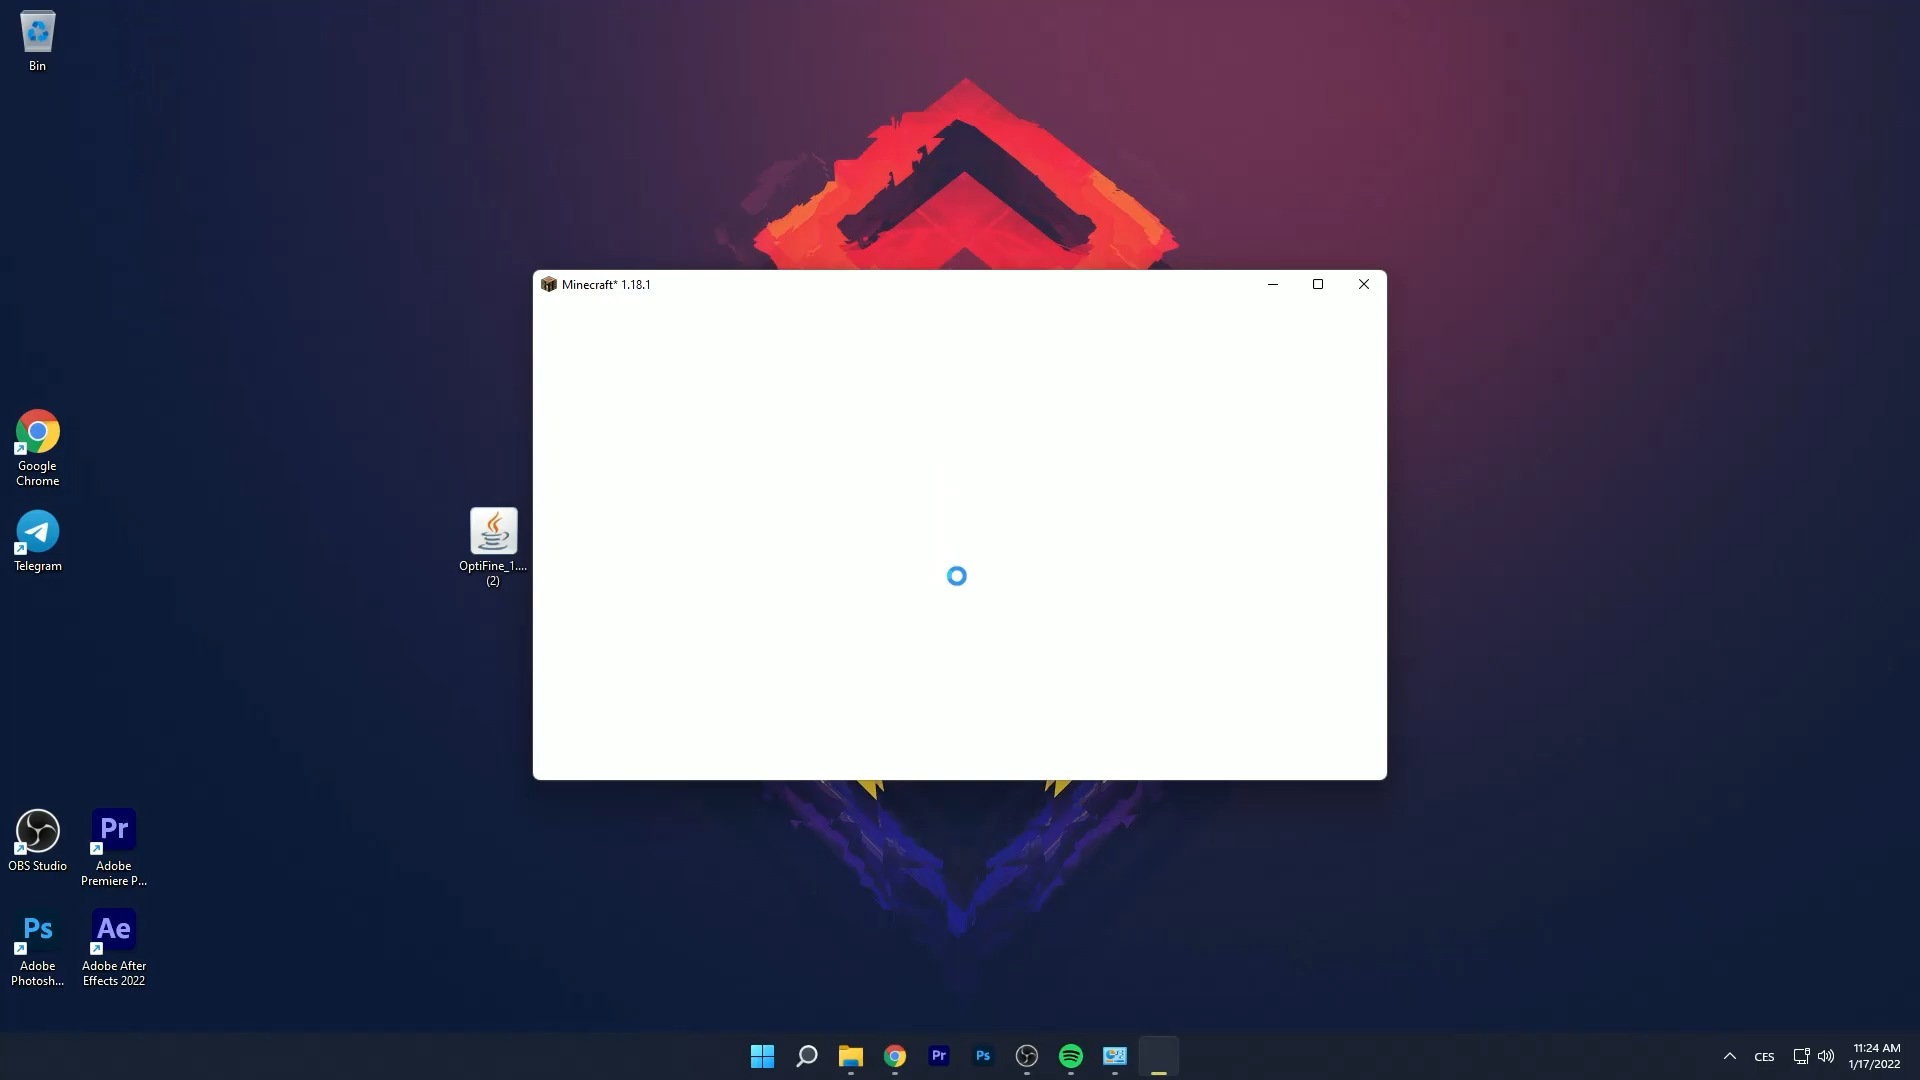 Bin
Google
Chrome
Telegram
OptiFine_1....
(2)
Minecraft* 1.18.1
OBS Studio
Pr
Adobe
Premiere P...
Ps
Adobe
Photosh...
Ae
Adobe After
Effects 2022
Pr
Ps
CES
11:24 AM
1/17/2022